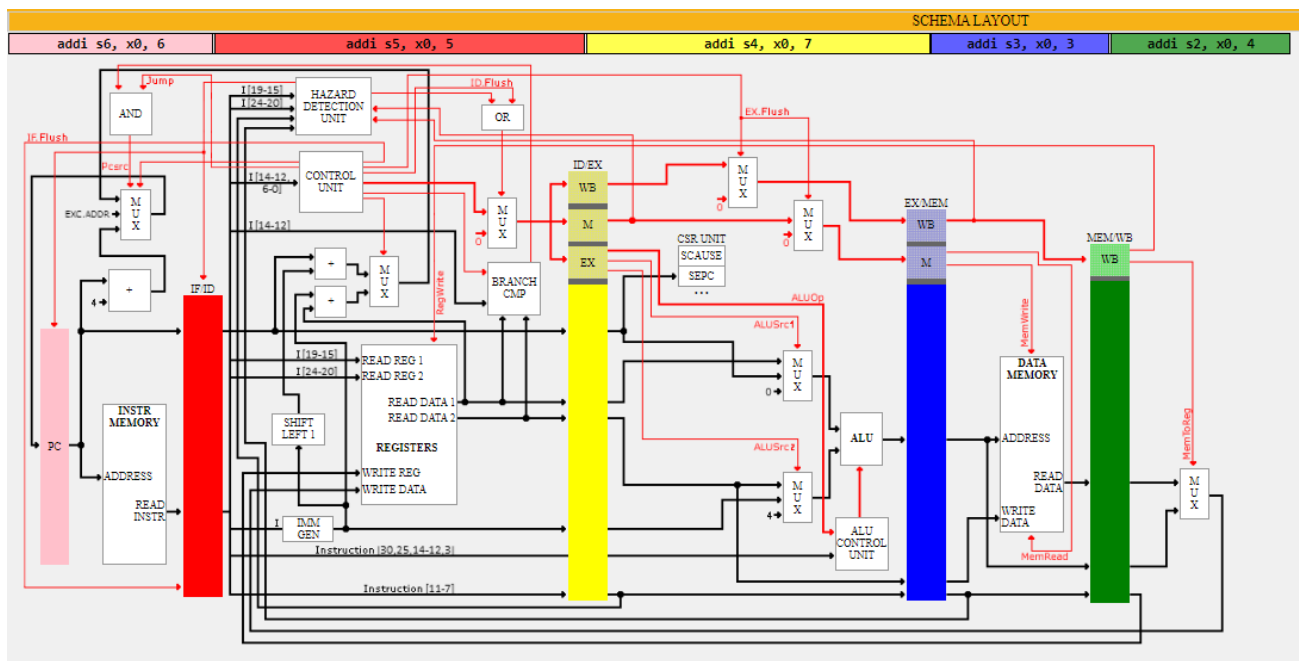 SCHEMA LAYOUT
addi s6, x0, 6
addi s5, x0, 5
addi s4, x0, 7
addi s3, x0, 3
addi s2, x0, 4
Jump
I [19-15]
I [24-20]
HAZARD
DETECTION
UNIT
ID.Flush
AND
OR
EX.Flush
IF.Flush
Pcsrc
CONTROL
UNIT
I [14-12,
6-0]
ID/EX
WB
M
EX
M
U
X
0
M
U
X
0
M
U
X
0
M
U
X
EXC.ADDR
I [14-12]
EX/MEM
WB
M
CSR UNIT
SCAUSE
SEPC
...
MEM/WB
WB
+
+
M
U
X
BRANCH
CMP
RegWrite
+
4
IF/ID
ALUOp
ALUSrc1
MemWrite
I [19-15]
I [24-20]
READ REG 1
READ REG 2
READ DATA 1
READ DATA 2
REGISTERS
WRITE REG
WRITE DATA
M
U
X
0
DATA
MEMORY
ADDRESS
READ
DATA
WRITE
DATA
MemRead
MemToReg
M
U
X
INSTR
MEMORY
ADDRESS
READ
INSTR
PC
SHIFT
LEFT 1
ALU
ALUSrc2
M
U
X
4
I
IMM
GEN
ALU
CONTROL
UNIT
Instruction [30,25,14-12,3]
Instruction [11-7]